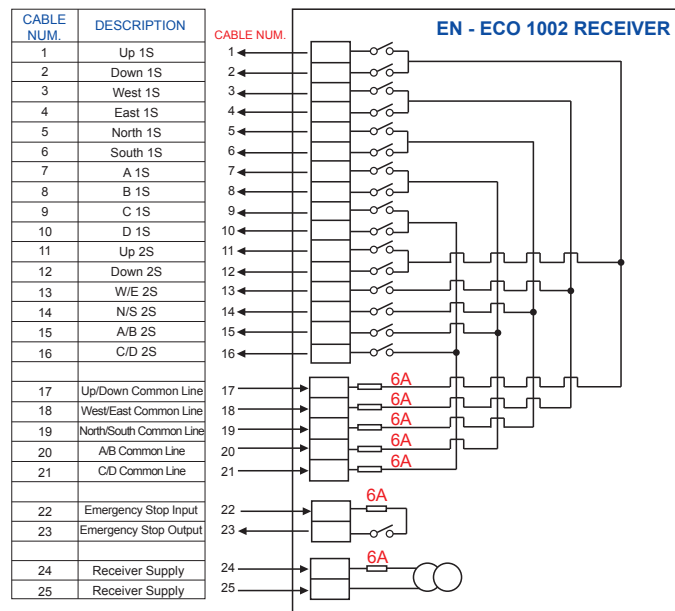 CABLE NUM. DESCRIPTION
1 Up 1S
2 Down 1S
3 West 1S
4 East 1S
5 North 1S
6 South 1S
7 A 1S
8 B 1S
9 C 1S
10 D 1S
11 Up 2S
12 Down 2S
13 W/E 2S
14 N/S 2S
15 A/B 2S
16 C/D 2S
17 Up/Down Common Line
18 West/East Common Line
19 North/South Common Line
20 A/B Common Line
21 C/D Common Line
22 Emergency Stop Input
23 Emergency Stop Output
24 Receiver Supply
25 Receiver Supply
CABLE NUM.
EN - ECO 1002 RECEIVER
1
2
3
4
5
6
7
8
9
10
11
12
13
14
15
16
17 6A
18 6A
19 6A
20 6A
21 6A
22 6A
23
24 6A
25